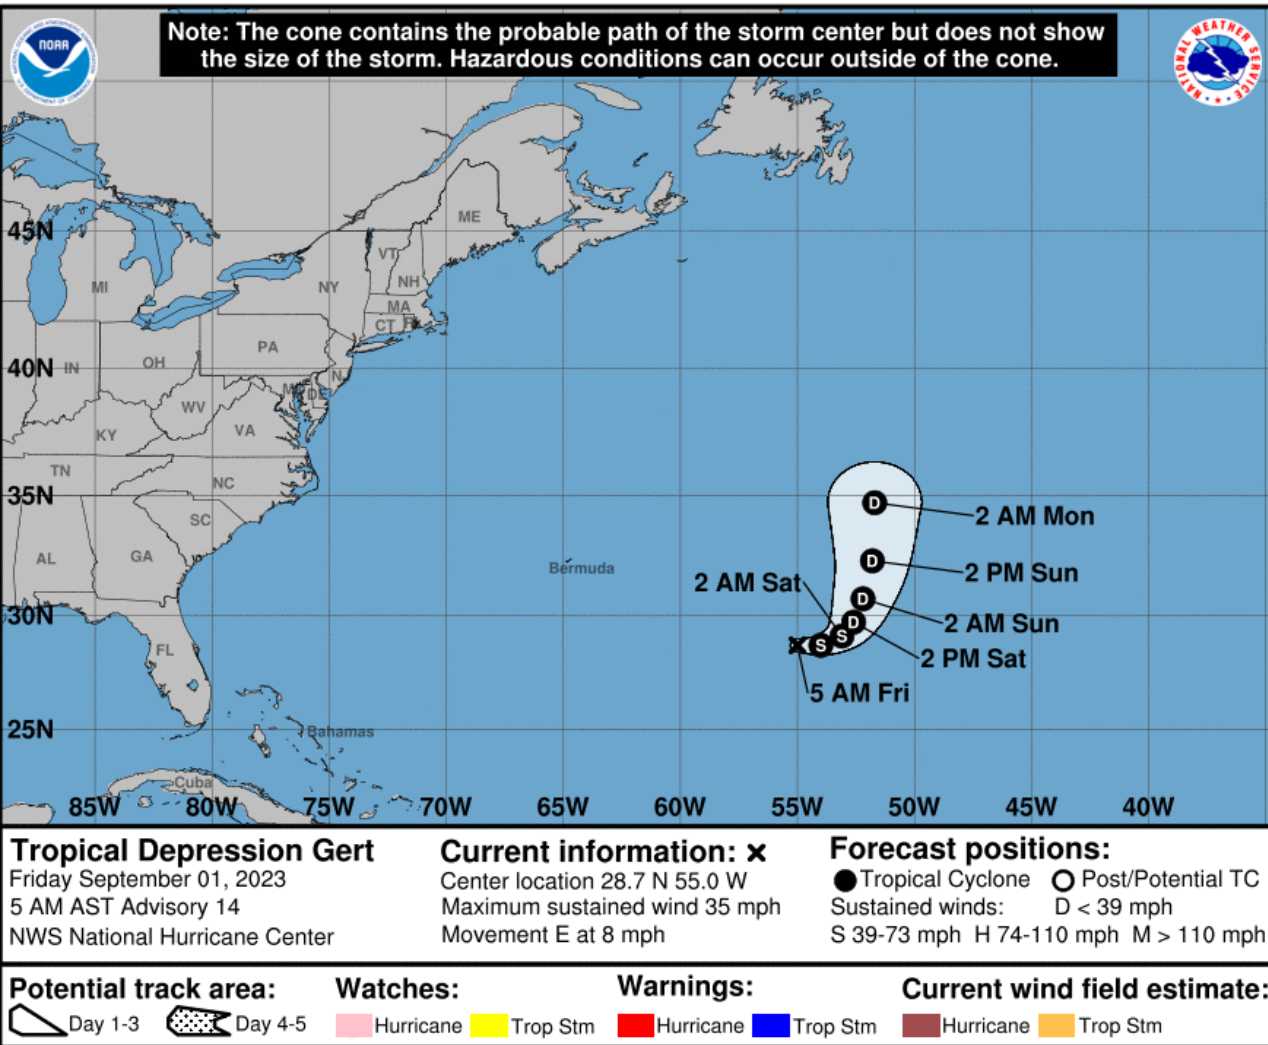 Note: The cone contains the probable path of the storm center but does not show
the size of the storm. Hazardous conditions can occur outside of the cone.
NOAA
NATIONAL WEATHER SERVICE
45N
40N
35N
30N
25N
ME
VT
NH
MI
NY
MA
CT
RI
PA
IN
OH
NJ
MD
DE
WV
KY
VA
TN
NC
SC
AL
GA
FL
Bermuda
Bahamas
Cuba
D
2 AM Mon
D
2 PM Sun
2 AM Sat
D
2 AM Sun
D
S
S
2 PM Sat
5 AM Fri
85W 80W 75W 70W 65W 60W 55W 50W 45W 40W
Tropical Depression Gert
Friday September 01, 2023
5 AM AST Advisory 14
NWS National Hurricane Center
Current information: x
Center location 28.7 N 55.0 W
Maximum sustained wind 35 mph
Movement E at 8 mph
Forecast positions:
Tropical Cyclone Post/Potential TC
Sustained winds: D < 39 mph
S 39-73 mph H 74-110 mph M > 110 mph
Potential track area:
Day 1-3 Day 4-5
Watches:
Hurricane Trop Stm
Warnings:
Hurricane Trop Stm
Current wind field estimate:
Hurricane Trop Stm